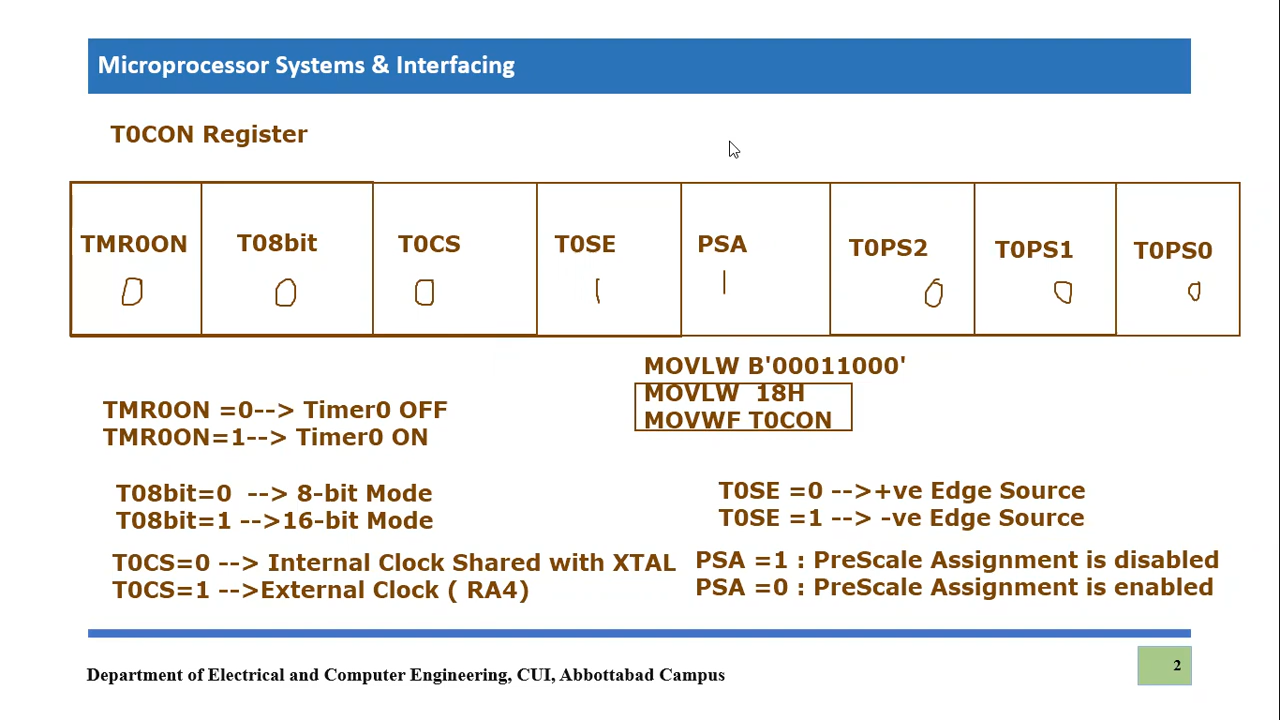 Microprocessor Systems & Interfacing
T0CON Register
TMR0ON T08bit T0CS T0SE PSA T0PS2 T0PS1 T0PS0
0 0 0 1 1 0 0 0
MOVLW B'00011000'
MOVLW 18H
MOVWF T0CON
TMR0ON =0--> Timer0 OFF
TMR0ON=1--> Timer0 ON
T08bit=0 --> 8-bit Mode
T08bit=1 -->16-bit Mode
T0SE =0 -->+ve Edge Source
T0SE =1 --> -ve Edge Source
T0CS=0 --> Internal Clock Shared with XTAL
T0CS=1 -->External Clock ( RA4)
PSA =1 : PreScale Assignment is disabled
PSA =0 : PreScale Assignment is enabled
Department of Electrical and Computer Engineering, CUI, Abbottabad Campus
2